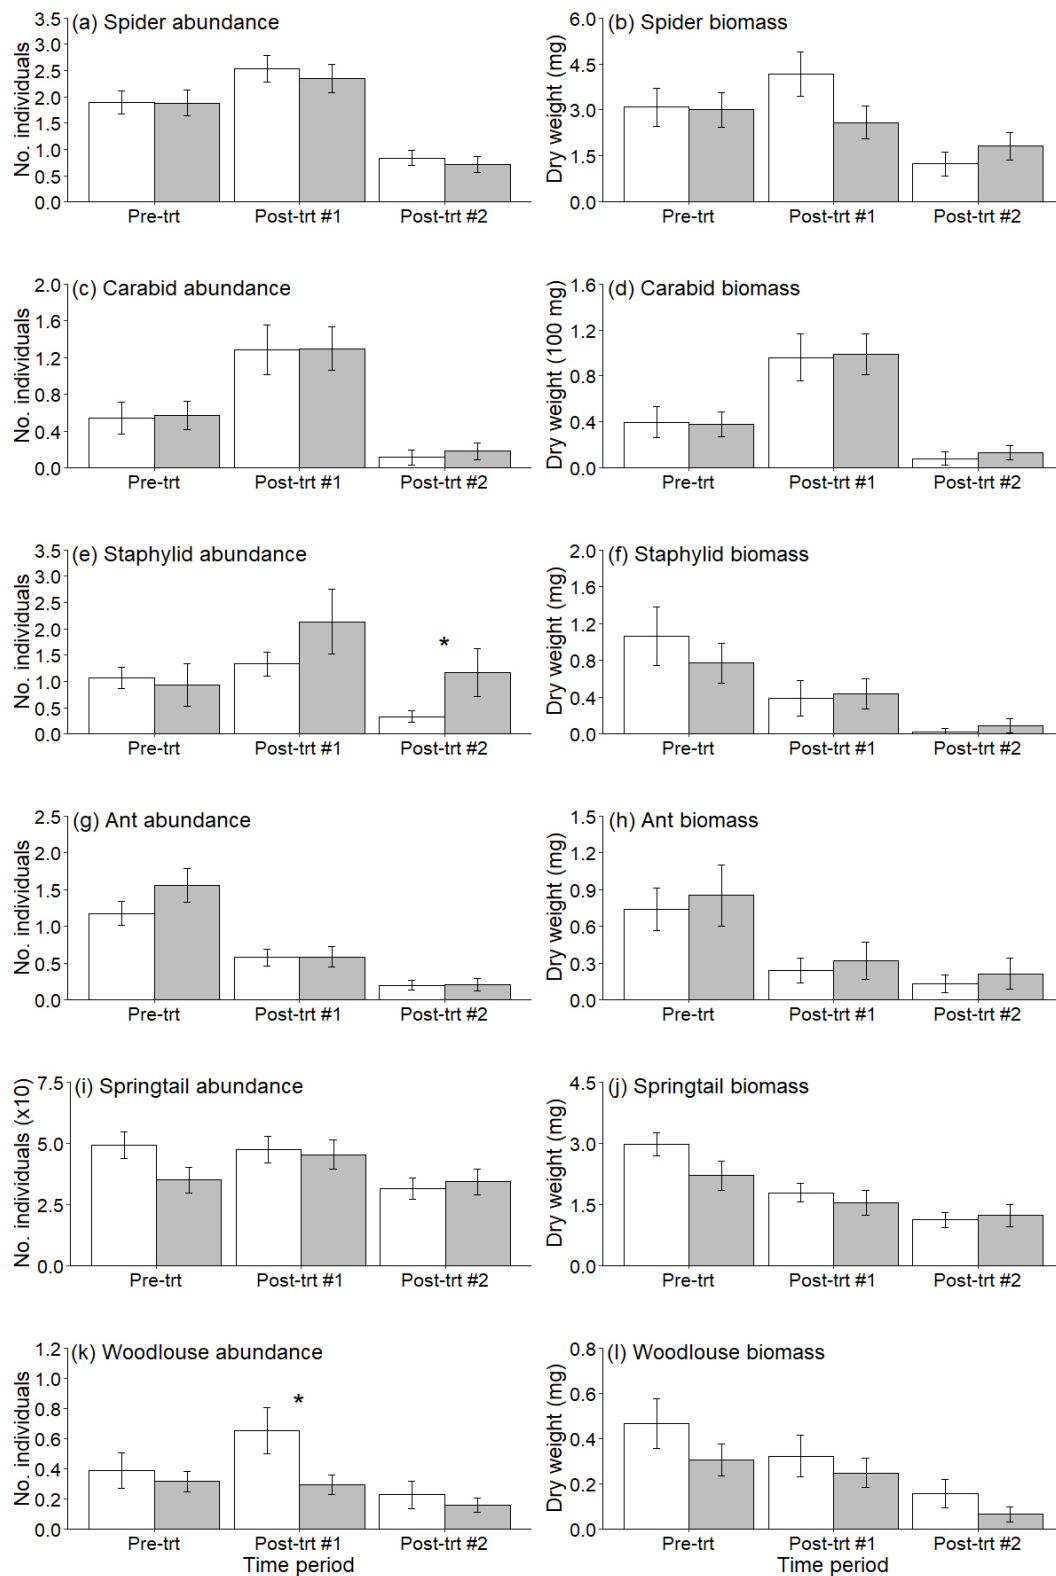 (a) Spider abundance
No. individuals
3.5
3.0
2.5
2.0
1.5
1.0
0.5
0.0
Pre-trt Post-trt #1 Post-trt #2
(b) Spider biomass
Dry weight (mg)
6.0
4.5
3.0
1.5
0.0
Pre-trt Post-trt #1 Post-trt #2
(c) Carabid abundance
No. individuals
2.0
1.6
1.2
0.8
0.4
0.0
Pre-trt Post-trt #1 Post-trt #2
(d) Carabid biomass
Dry weight (100 mg)
1.6
1.2
0.8
0.4
0.0
Pre-trt Post-trt #1 Post-trt #2
(e) Staphylid abundance
No. individuals
3.5
3.0
2.5
2.0
1.5
1.0
0.5
0.0
*
Pre-trt Post-trt #1 Post-trt #2
(f) Staphylid biomass
Dry weight (mg)
2.0
1.6
1.2
0.8
0.4
0.0
Pre-trt Post-trt #1 Post-trt #2
(g) Ant abundance
No. individuals
2.5
2.0
1.5
1.0
0.5
0.0
Pre-trt Post-trt #1 Post-trt #2
(h) Ant biomass
Dry weight (mg)
1.5
1.2
0.9
0.6
0.3
0.0
Pre-trt Post-trt #1 Post-trt #2
(i) Springtail abundance
No. individuals (x10)
7.5
5.0
2.5
0.0
Pre-trt Post-trt #1 Post-trt #2
(j) Springtail biomass
Dry weight (mg)
4.5
3.0
1.5
0.0
Pre-trt Post-trt #1 Post-trt #2
(k) Woodlouse abundance
No. individuals
1.2
1.0
0.8
0.6
0.4
0.2
0.0
*
Pre-trt Post-trt #1 Post-trt #2
Time period
(l) Woodlouse biomass
Dry weight (mg)
0.8
0.6
0.4
0.2
0.0
Pre-trt Post-trt #1 Post-trt #2
Time period